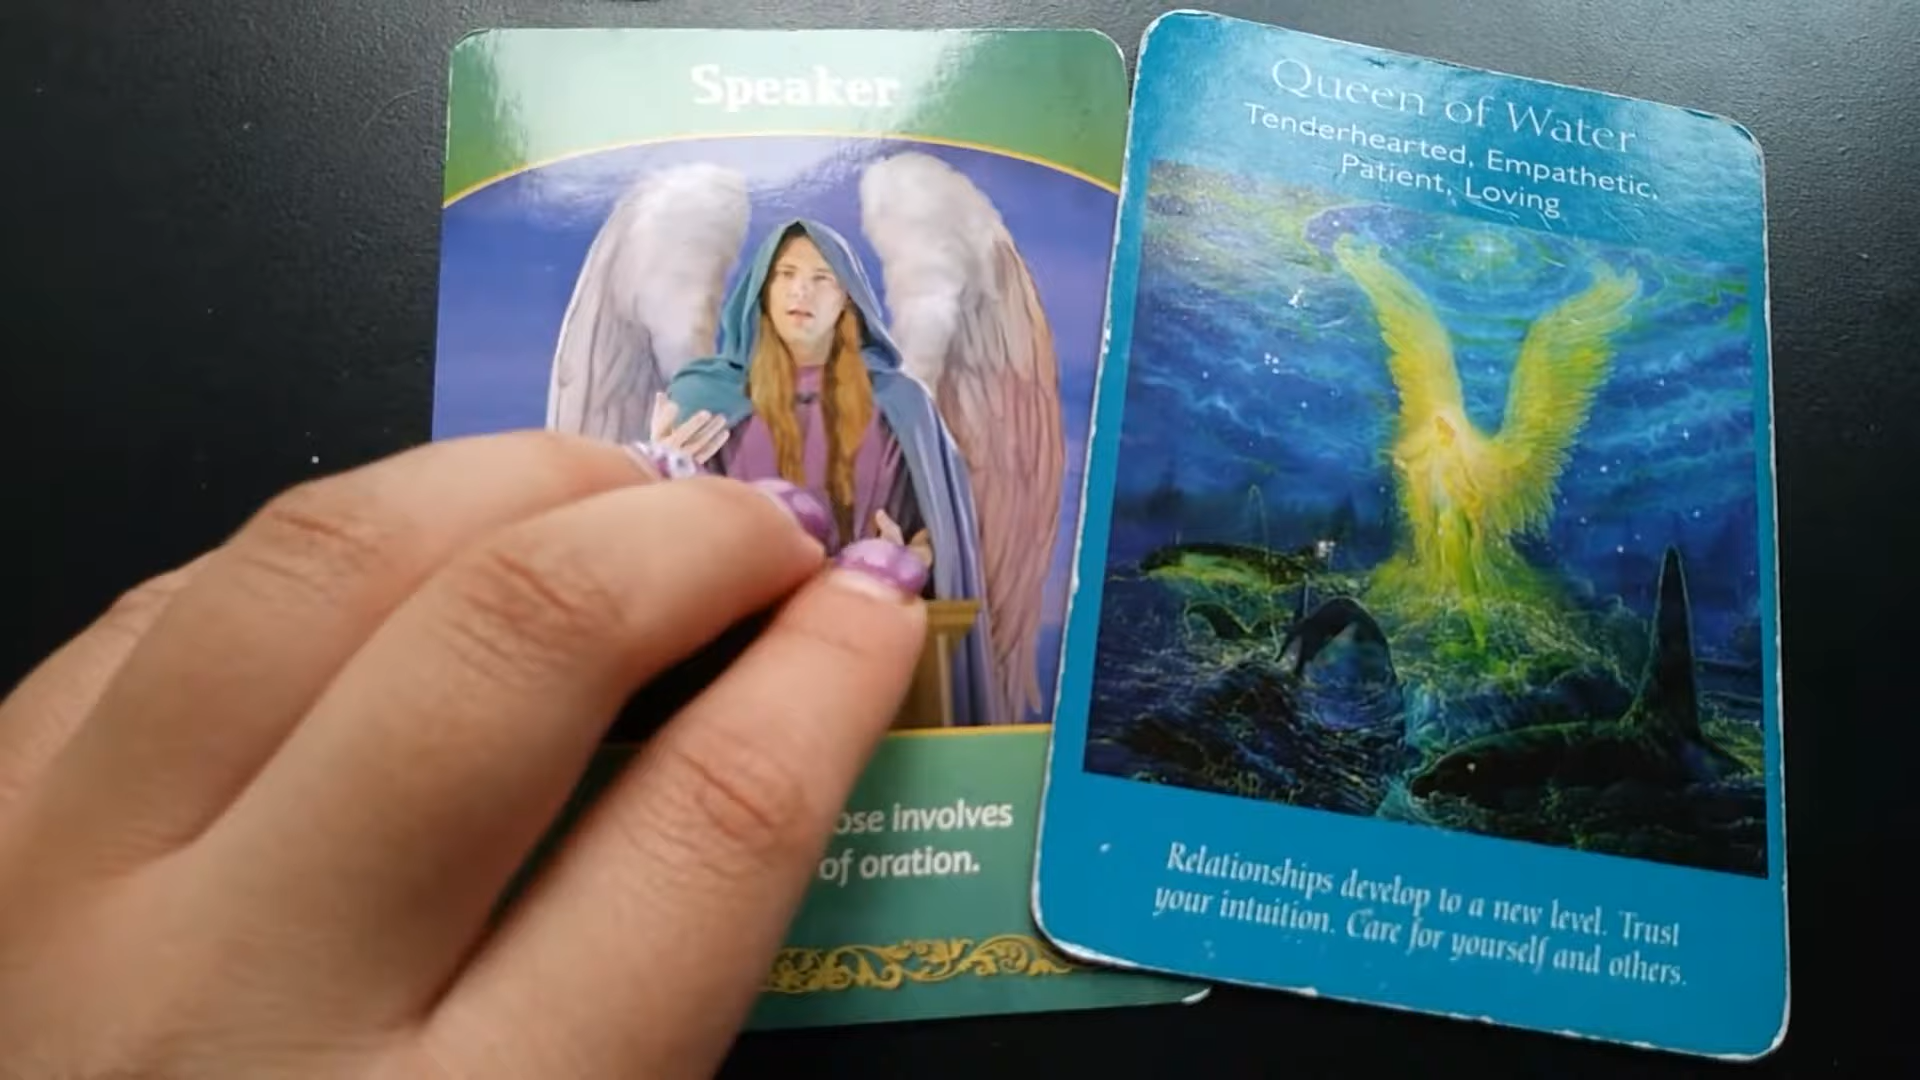 Speaker
ose involves
of oration.
Queen of Water
Tenderhearted, Empathetic,
Patient, Loving
Relationships develop to a new level. Trust
your intuition. Care for yourself and others.